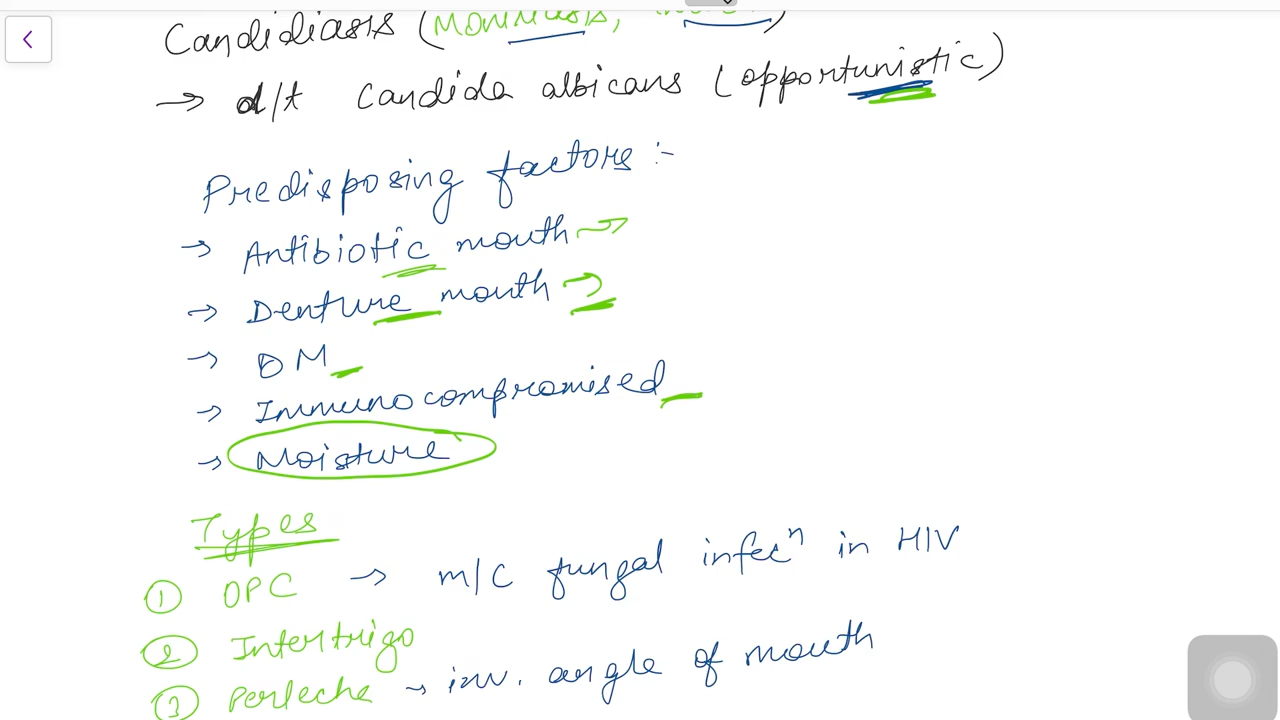 Candidiasis (Moniliasis,
→ d/t Candida albicans (opportunistic)
Predisposing factors :-
→ Antibiotic mouth →
→ Denture mouth →
→ DM
→ Immunocompromised
→ Moisture
Types
① OPC → m/c fungal infecⁿ in HIV
② Intertrigo
③ Perleche → inv. angle of mouth